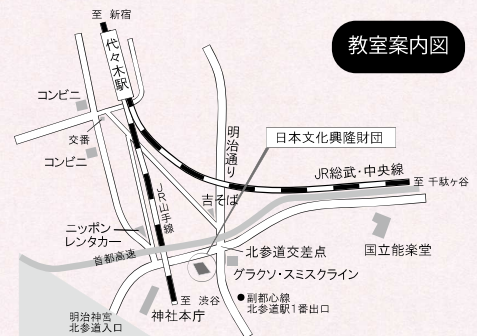 至 新宿
教室案内図
代々木駅
コンビニ
交番
コンビニ
明治通り
日本文化興隆財団
JR総武・中央線
至 千駄ヶ谷
JR山手線
吉そば
ニッポン
レンタカー
首都高速
北参道交差点
国立能楽堂
グラクソ・スミスクライン
至 渋谷
●副都心線
北参道駅1番出口
明治神宮
北参道入口
神社本庁